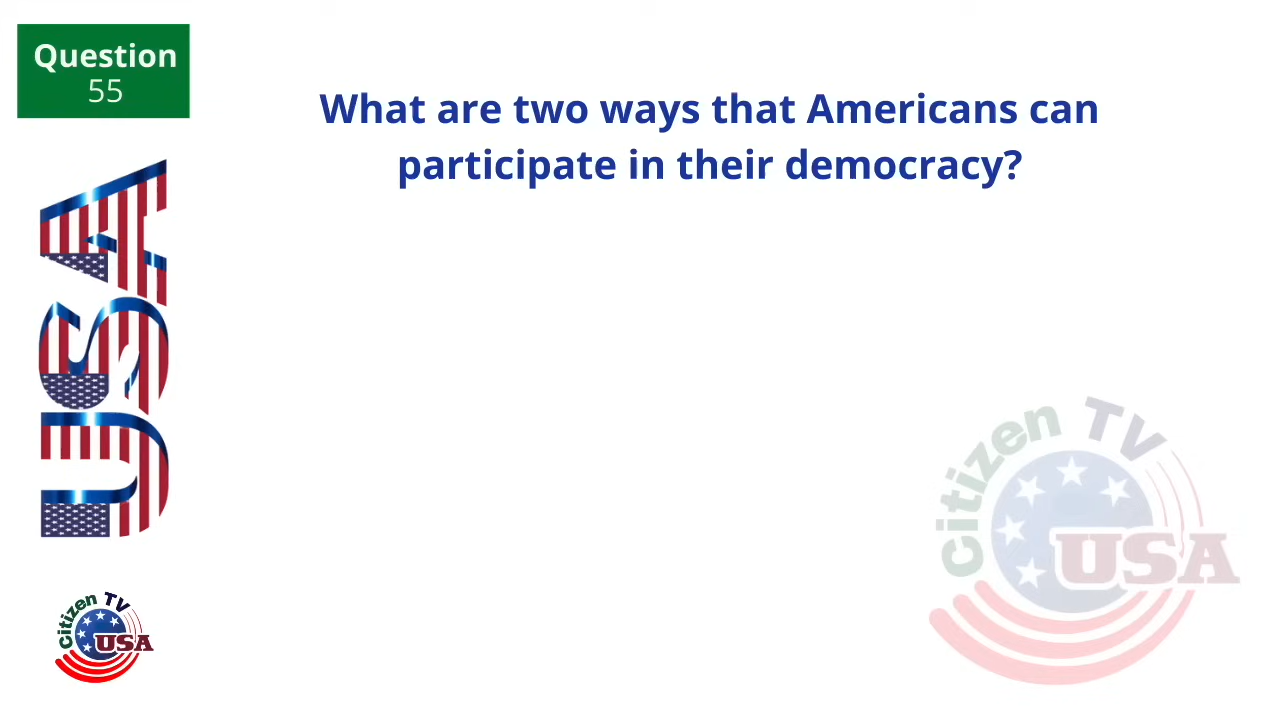 Question
55
What are two ways that Americans can
participate in their democracy?
USA
Citizen TV
USA
Citizen TV
USA